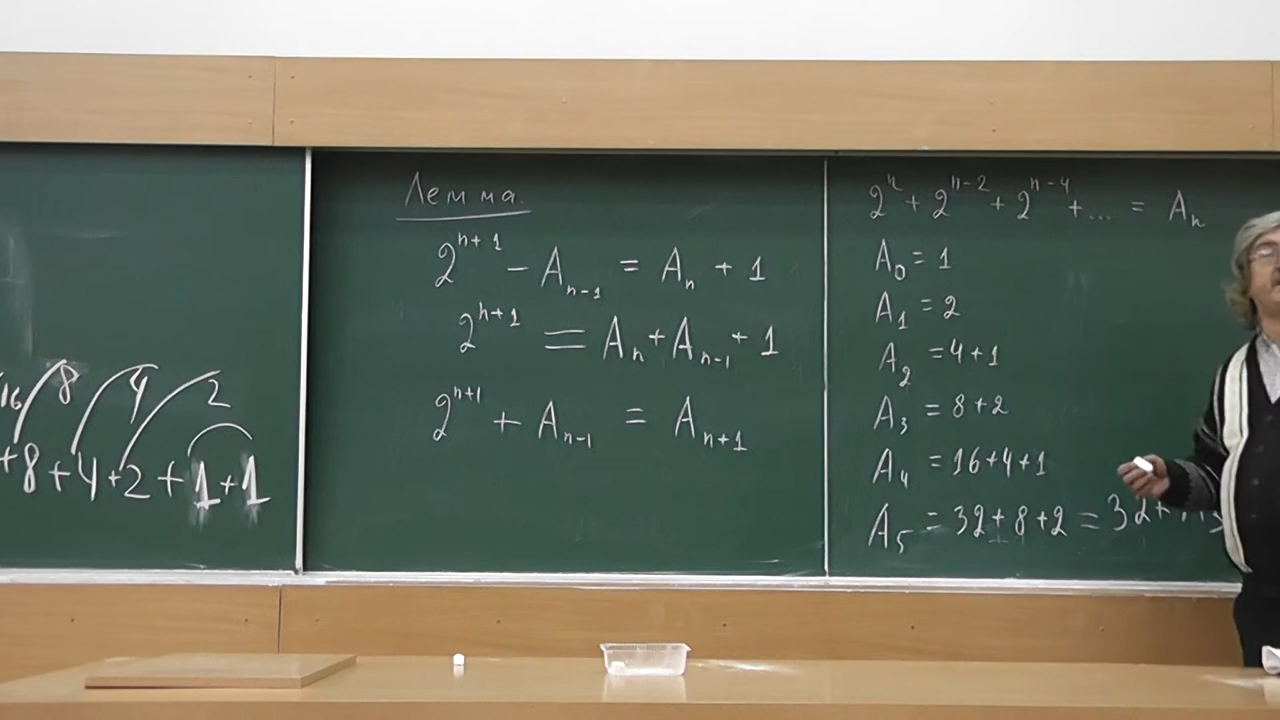 16 8 4 2
+8+4+2+1+1
Лемма.
2^{n+1} - A_{n-1} = A_n + 1
2^{n+1} = A_n + A_{n-1} + 1
2^{n+1} + A_{n-1} = A_{n+1}
2^n + 2^{n-2} + 2^{n-4} + ... = A_n
A_0 = 1
A_1 = 2
A_2 = 4+1
A_3 = 8+2
A_4 = 16+4+1
A_5 = 32+8+2 = 32+